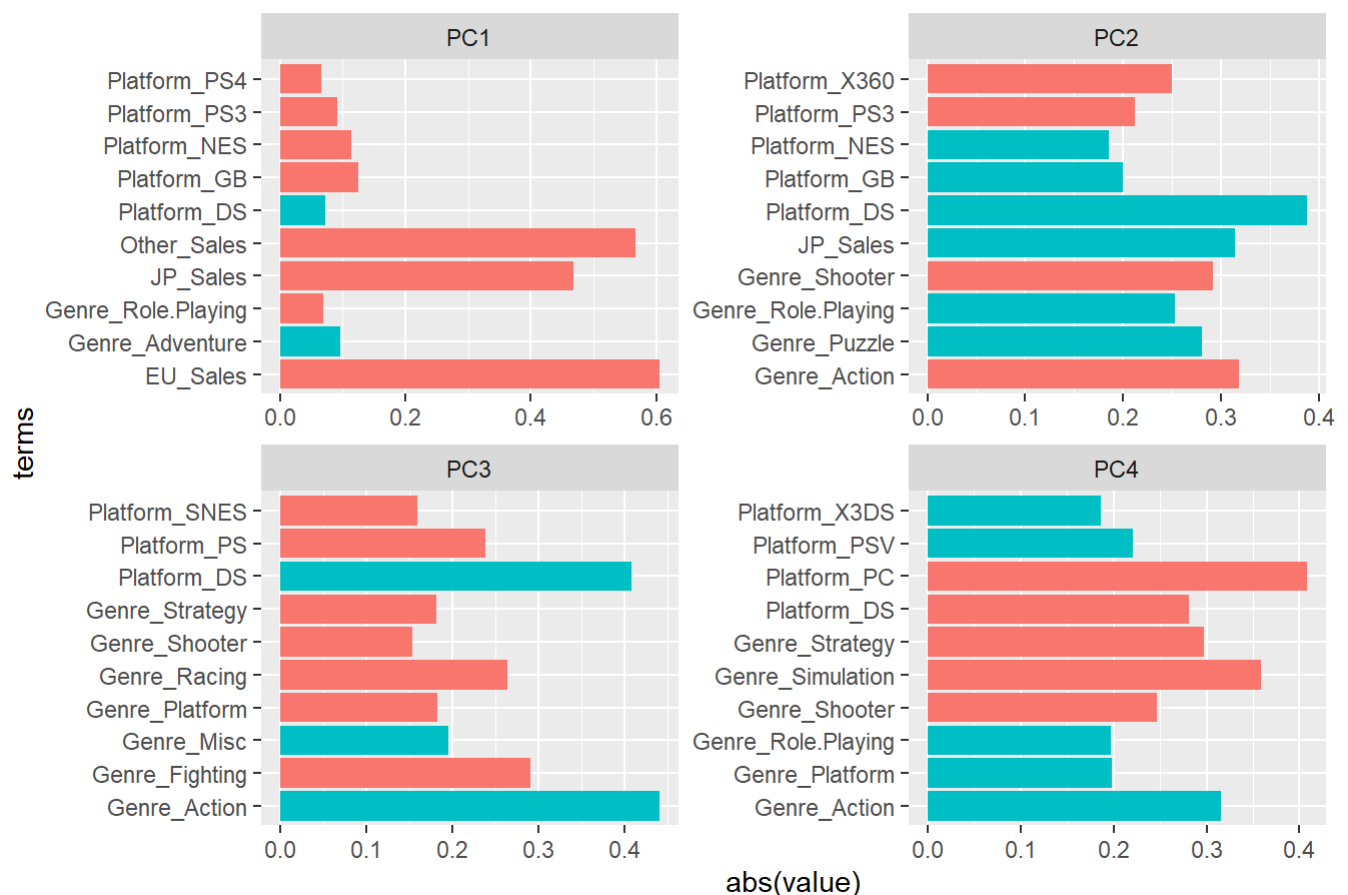 PC1
Platform_PS4
Platform_PS3
Platform_NES
Platform_GB
Platform_DS
Other_Sales
JP_Sales
Genre_Role.Playing
Genre_Adventure
EU_Sales
0.0 0.2 0.4 0.6
PC2
Platform_X360
Platform_PS3
Platform_NES
Platform_GB
Platform_DS
JP_Sales
Genre_Shooter
Genre_Role.Playing
Genre_Puzzle
Genre_Action
0.0 0.1 0.2 0.3 0.4
terms
PC3
Platform_SNES
Platform_PS
Platform_DS
Genre_Strategy
Genre_Shooter
Genre_Racing
Genre_Platform
Genre_Misc
Genre_Fighting
Genre_Action
0.0 0.1 0.2 0.3 0.4
PC4
Platform_X3DS
Platform_PSV
Platform_PC
Platform_DS
Genre_Strategy
Genre_Simulation
Genre_Shooter
Genre_Role.Playing
Genre_Platform
Genre_Action
0.0 0.1 0.2 0.3 0.4
abs(value)